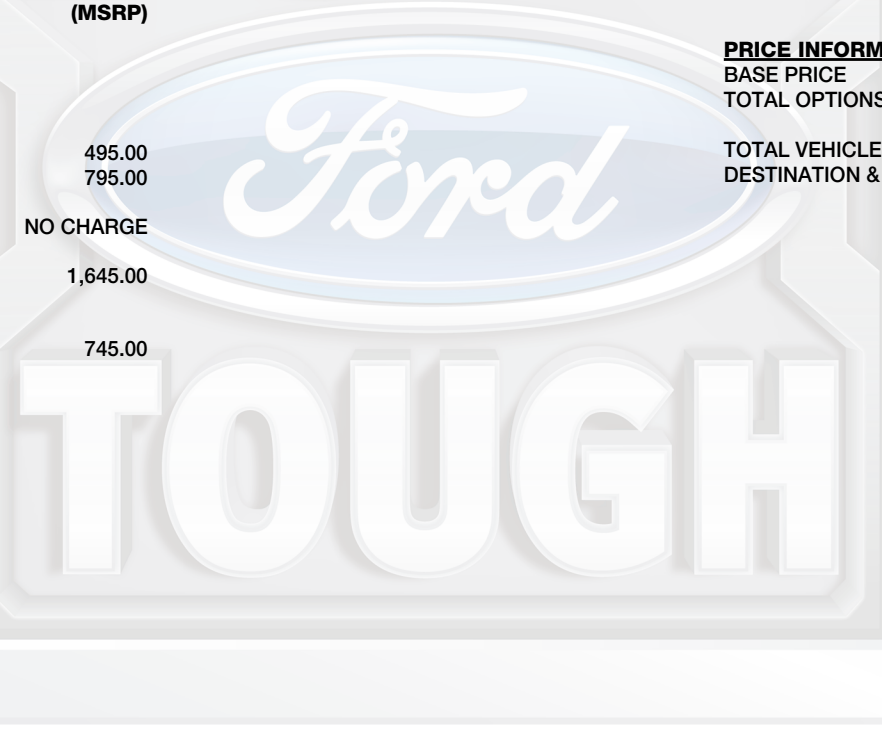 (MSRP)
495.00
795.00
NO CHARGE
1,645.00
745.00
PRICE INFORM
BASE PRICE
TOTAL OPTIONS
TOTAL VEHICLE
DESTINATION &
Ford
TOUGH